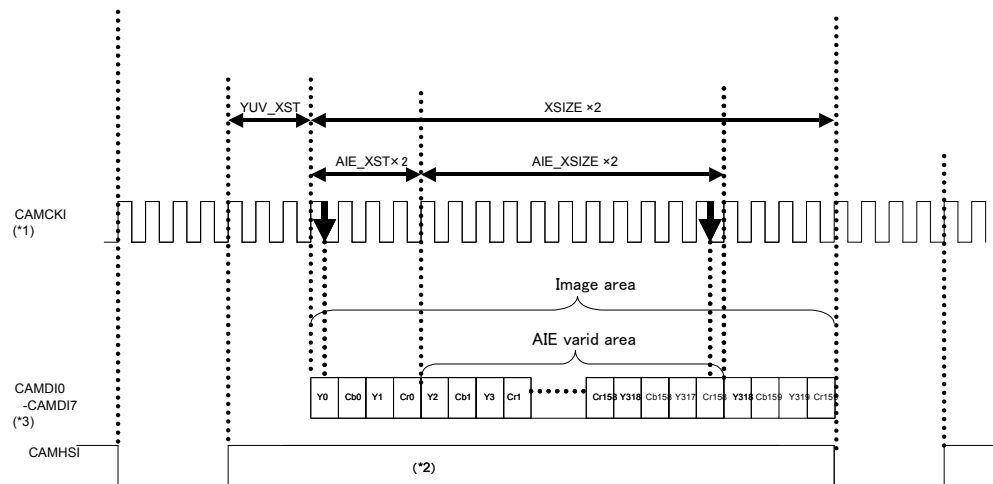 YUV_XST
XSIZE ×2
AIE_XST×2
AIE_XSIZE ×2
CAMCKI
(*1)
Image area
AIE varid area
CAMDI0
-CAMDI7
(*3)
Y0 Cb0 Y1 Cr0 Y2 Cb1 Y3 Cr1 Cr158 Y318 Cb158 Y317 Cr158 Y318 Cb159 Y319 Cr159
CAMHSI
(*2)